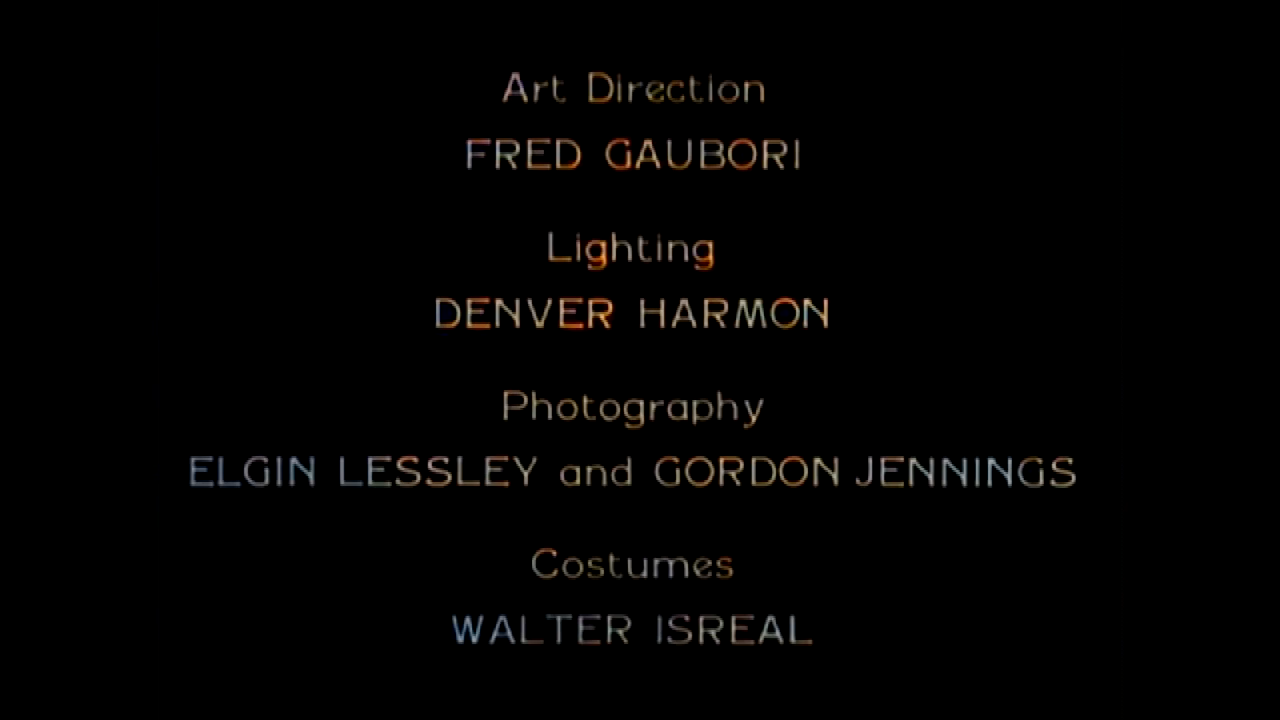 Art Direction
FRED GAUBORI
Lighting
DENVER HARMON
Photography
ELGIN LESSLEY and GORDON JENNINGS
Costumes
WALTER ISREAL